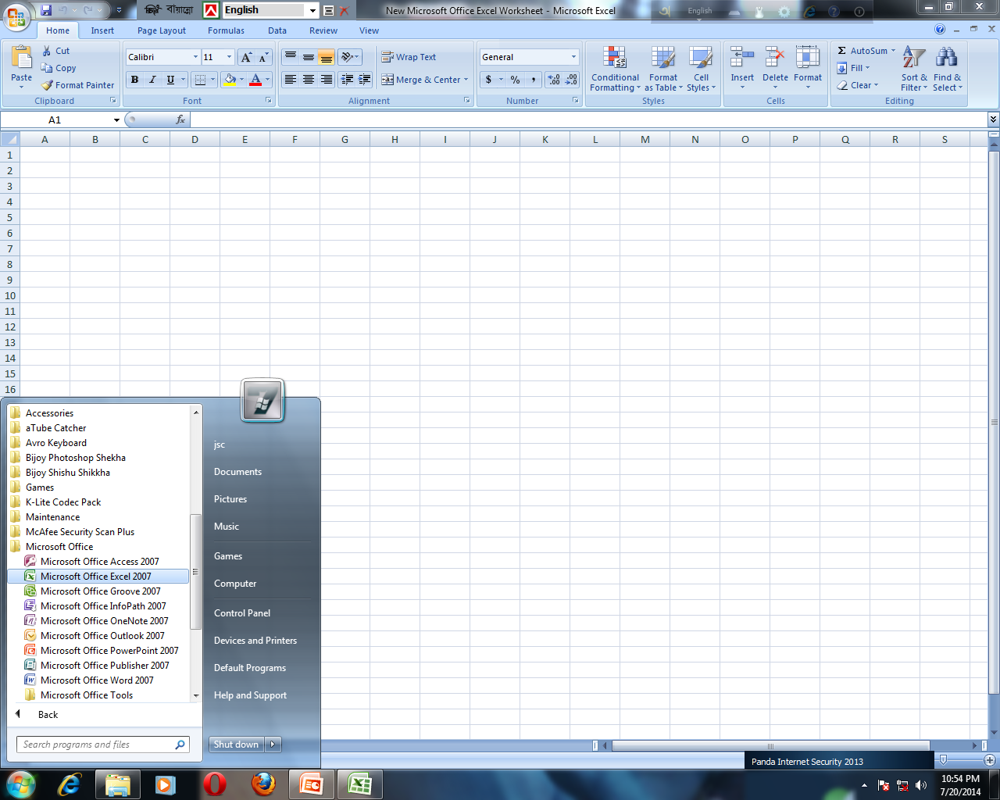 বায়ান্নো English New Microsoft Office Excel Worksheet - Microsoft Excel English
Home Insert Page Layout Formulas Data Review View
Paste
Cut
Copy
Format Painter
Clipboard
Calibri 11
B I U
Font
Wrap Text
Merge & Center
Alignment
General
$ % ,
Number
Conditional Formatting
Format as Table
Cell Styles
Styles
Insert Delete Format
Cells
Σ AutoSum
Fill
Clear
Sort & Filter
Find & Select
Editing
A1 fx
A B C D E F G H I J K L M N O P Q R S
1
2
3
4
5
6
7
8
9
10
11
12
13
14
15
16
Accessories
aTube Catcher
Avro Keyboard
Bijoy Photoshop Shekha
Bijoy Shishu Shikkha
Games
K-Lite Codec Pack
Maintenance
McAfee Security Scan Plus
Microsoft Office
Microsoft Office Access 2007
Microsoft Office Excel 2007
Microsoft Office Groove 2007
Microsoft Office InfoPath 2007
Microsoft Office OneNote 2007
Microsoft Office Outlook 2007
Microsoft Office PowerPoint 2007
Microsoft Office Publisher 2007
Microsoft Office Word 2007
Microsoft Office Tools
Back
Search programs and files
jsc
Documents
Pictures
Music
Games
Computer
Control Panel
Devices and Printers
Default Programs
Help and Support
Shut down
Panda Internet Security 2013
10:54 PM
7/20/2014